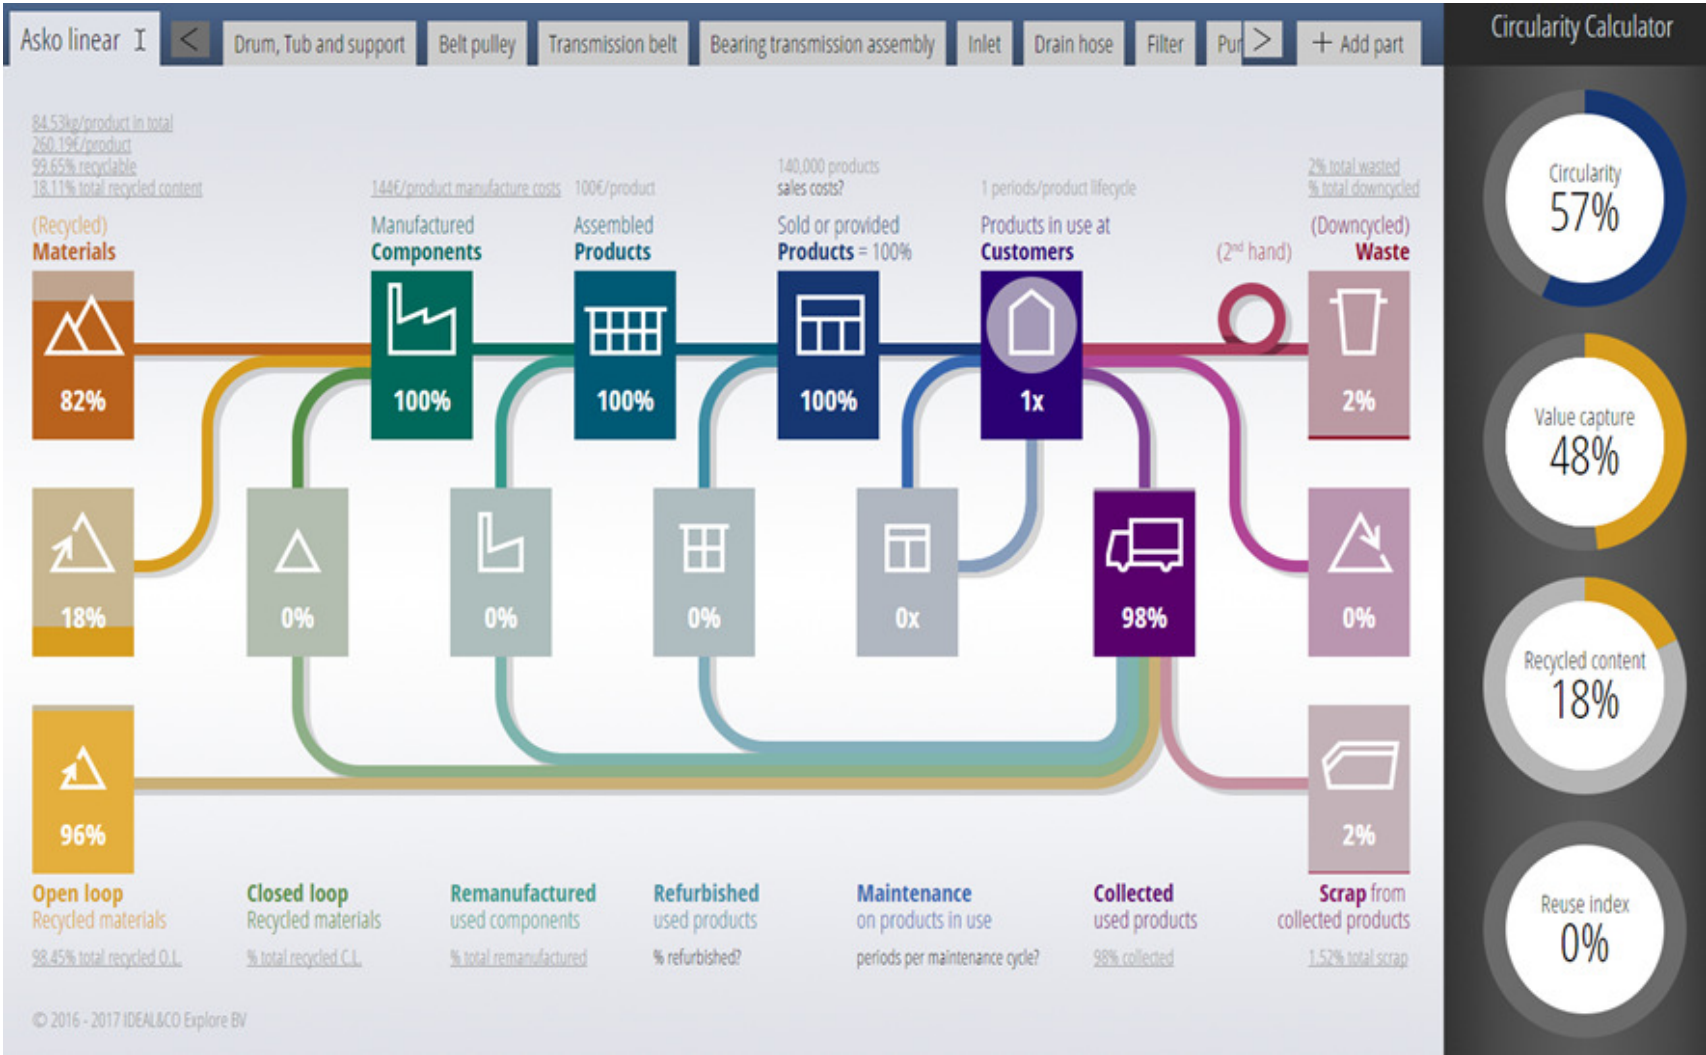 Asko linear
<
Drum, Tub and support
Belt pulley
Transmission belt
Bearing transmission assembly
Inlet
Drain hose
Filter
Pur
>
+ Add part
Circularity Calculator
84.53kg/product in total
260.19€/product
99.65% recyclable
18.11% total recycled content
144€/product manufacture costs
100€/product
140,000 products
sales costs?
1 periods/product lifecycle
2% total wasted
% total downcycled
(Recycled)
Materials
Manufactured
Components
Assembled
Products
Sold or provided
Products = 100%
Products in use at
Customers
(2nd hand)
(Downcycled)
Waste
82%
100%
100%
100%
1x
2%
18%
0%
0%
0%
0x
98%
0%
96%
2%
Open loop
Recycled materials
98.45% total recycled O.L.
Closed loop
Recycled materials
% total recycled C.L.
Remanufactured
used components
% total remanufactured
Refurbished
used products
% refurbished?
Maintenance
on products in use
periods per maintenance cycle?
Collected
used products
98% collected
Scrap from
collected products
1.52% total scrap
© 2016 - 2017 IDEAL&CO Explore BV
Circularity
57%
Value capture
48%
Recycled content
18%
Reuse index
0%